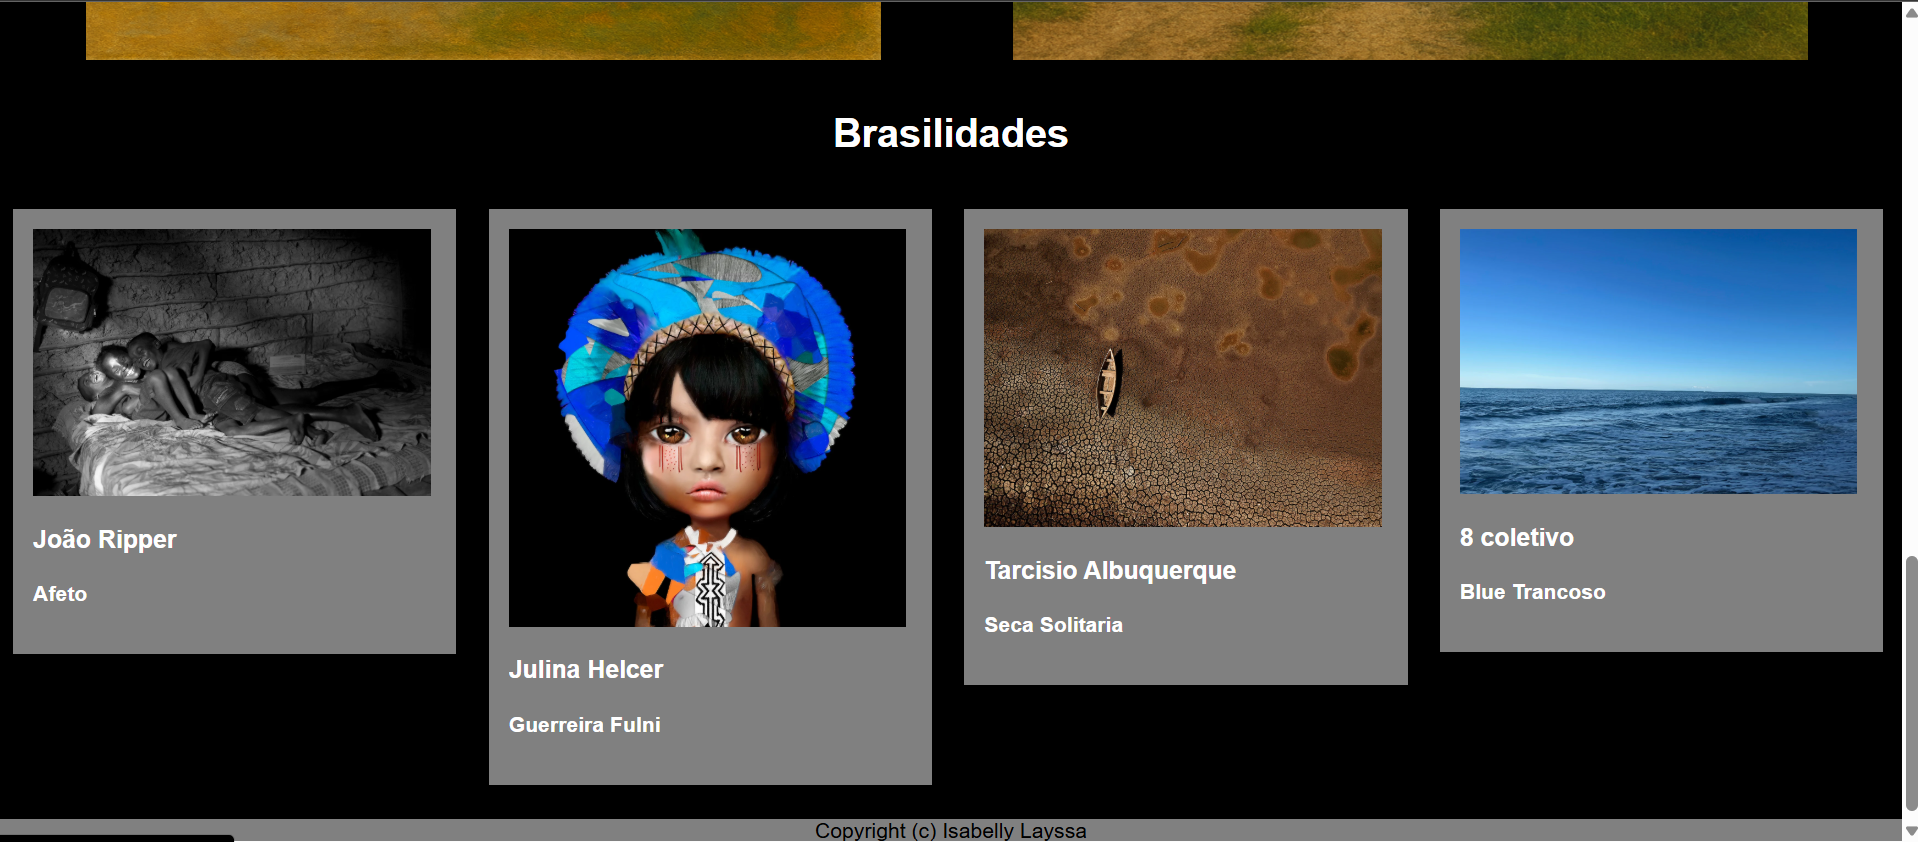 Brasilidades
João Ripper
Afeto
Julina Helcer
Guerreira Fulni
Tarcisio Albuquerque
Seca Solitaria
8 coletivo
Blue Trancoso
Copyright (c) Isabelly Layssa